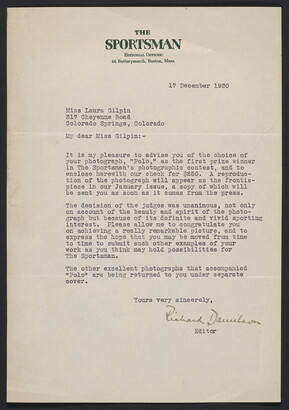 THE
SPORTSMAN
EDITORIAL OFFICES:
60 Batterymarch, Boston, Mass.
17 December 1930
Miss Laura Gilpin
317 Cheyenne Road
Colorado Springs, Colorado
My dear Miss Gilpin:-
It is my pleasure to advise you of the choice of
your photograph, "Polo," as the first prize winner
in The Sportsman's photographic contest, and to
enclose herewith our check for $250. A reproduc-
tion of the photograph will appear as the frontis-
piece in our January issue, a copy of which will
be sent you as soon as it comes from the press.
The decision of the judges was unanimous, not only
on account of the beauty and spirit of the photo-
graph but because of its definite and vivid sporting
interest. Please allow me to congratulate you
on achieving a really remarkable picture, and to
express the hope that you may be moved from time
to time to submit such other examples of your
work as you think may hold possibilities for
The Sportsman.
The other excellent photographs that accompanied
"Polo" are being returned to you under separate
cover.
Yours very sincerely,
Richard Danielson
Editor